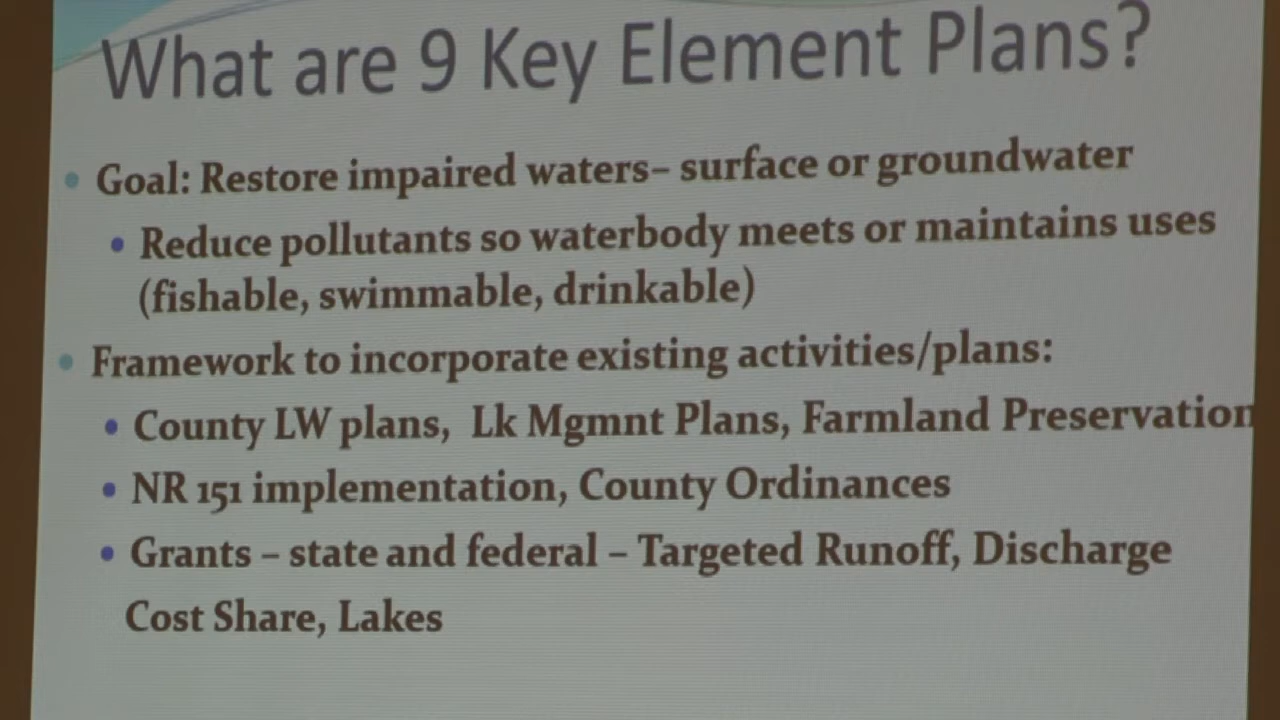 What are 9 Key Element Plans?
• Goal: Restore impaired waters– surface or groundwater
• Reduce pollutants so waterbody meets or maintains uses
(fishable, swimmable, drinkable)
• Framework to incorporate existing activities/plans:
• County LW plans, Lk Mgmnt Plans, Farmland Preservation
• NR 151 implementation, County Ordinances
• Grants – state and federal – Targeted Runoff, Discharge
Cost Share, Lakes